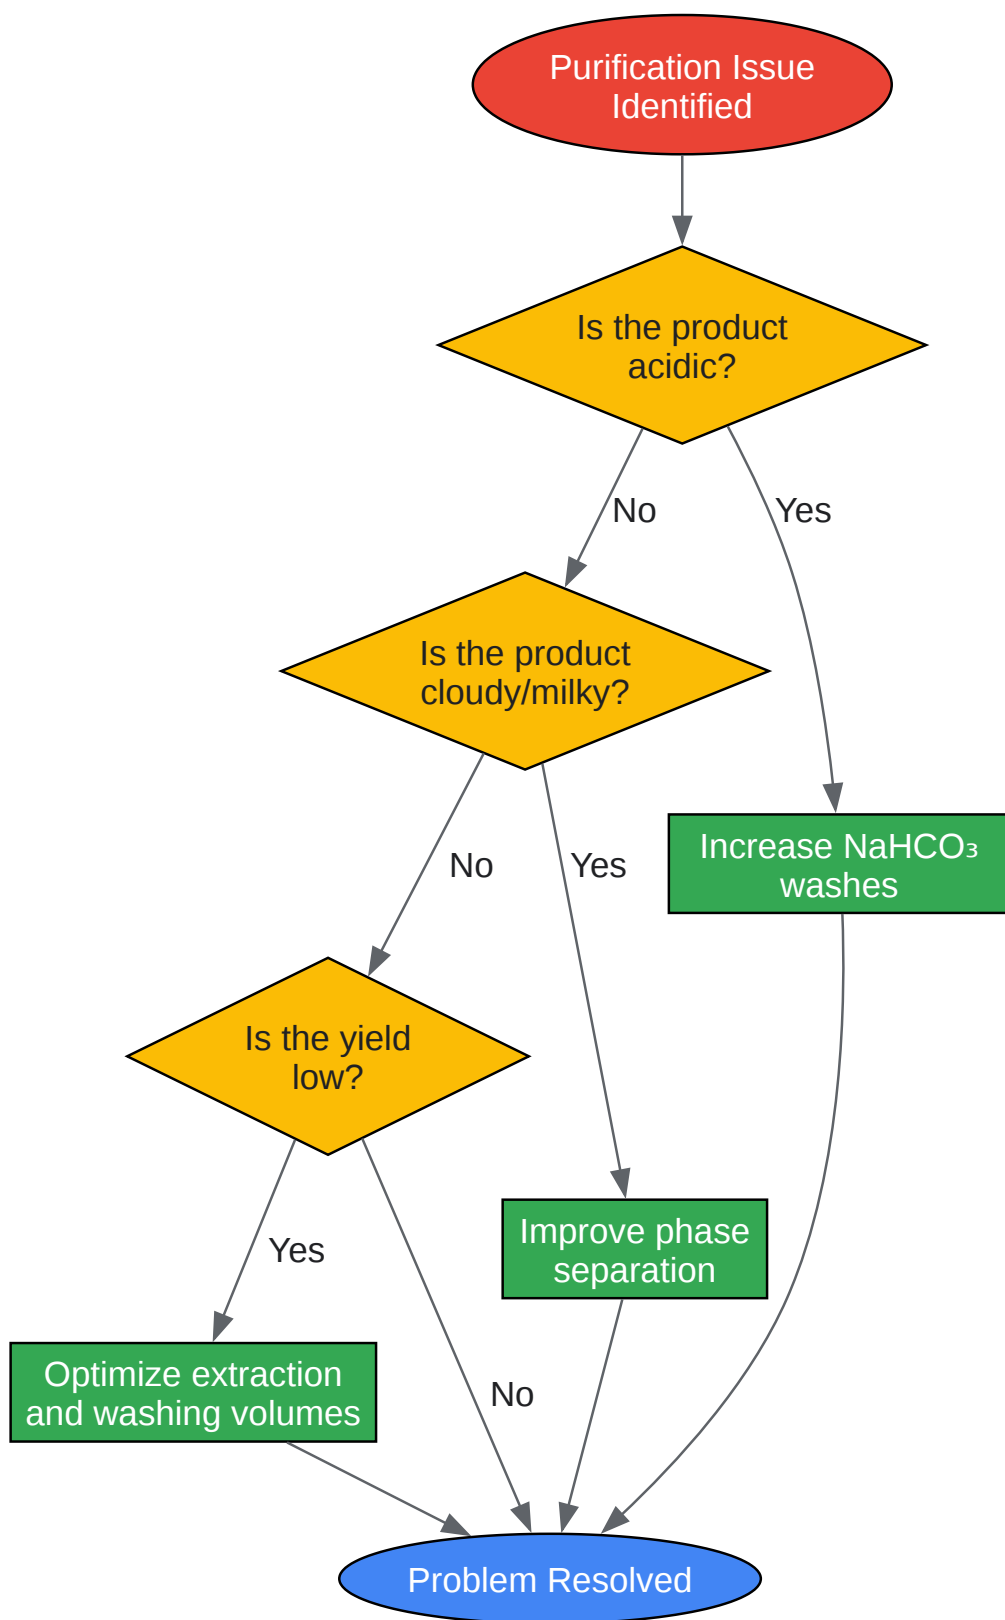 Purification Issue
Identified
Is the product
acidic?
No
Yes
Is the product
cloudy/milky?
Increase NaHCO₃
washes
No
Yes
Is the yield
low?
Improve phase
separation
Yes
Optimize extraction
and washing volumes
No
Problem Resolved